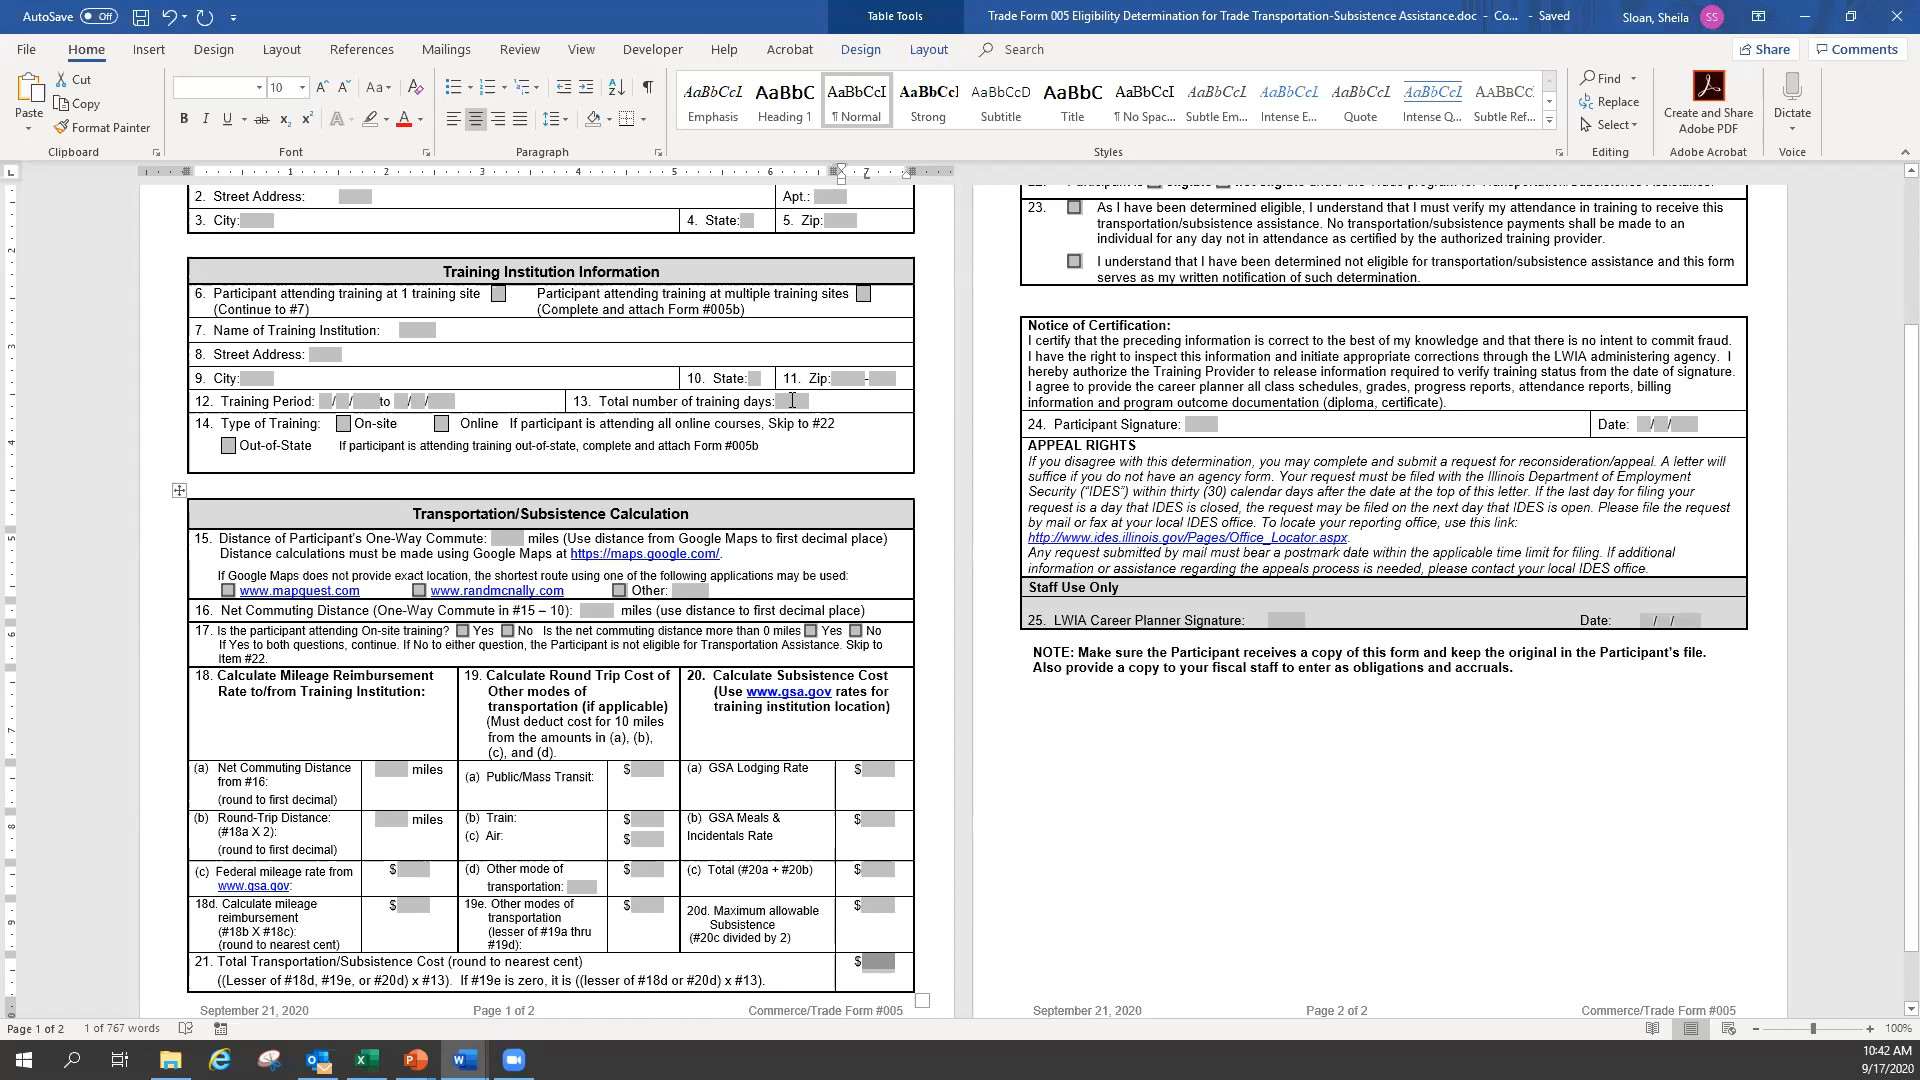 AutoSave Off
Table Tools
Trade Form 005 Eligibility Determination for Trade Transportation-Subsistence Assistance.doc - Co... - Saved
Sloan, Sheila SS
File Home Insert Design Layout References Mailings Review View Developer Help Acrobat Design Layout Search Share Comments
Paste Cut Copy Format Painter
10
Emphasis Heading 1 ¶ Normal Strong Subtitle Title ¶ No Spac... Subtle Em... Intense E... Quote Intense Q... Subtle Ref...
Find Replace Select
Create and Share Adobe PDF
Dictate
Clipboard Font Paragraph Styles Editing Adobe Acrobat Voice
2. Street Address: Apt.:
3. City: 4. State: 5. Zip:
Training Institution Information
6. Participant attending training at 1 training site Participant attending training at multiple training sites
(Continue to #7) (Complete and attach Form #005b)
7. Name of Training Institution:
8. Street Address:
9. City: 10. State: 11. Zip: -
12. Training Period: / / to / / 13. Total number of training days:
14. Type of Training: On-site Online If participant is attending all online courses, Skip to #22
Out-of-State If participant is attending training out-of-state, complete and attach Form #005b
Transportation/Subsistence Calculation
15. Distance of Participant's One-Way Commute: miles (Use distance from Google Maps to first decimal place)
Distance calculations must be made using Google Maps at https://maps.google.com/.
If Google Maps does not provide exact location, the shortest route using one of the following applications may be used:
www.mapquest.com www.randmcnally.com Other:
16. Net Commuting Distance (One-Way Commute in #15 – 10): miles (use distance to first decimal place)
17. Is the participant attending On-site training? Yes No Is the net commuting distance more than 0 miles Yes No
If Yes to both questions, continue. If No to either question, the Participant is not eligible for Transportation Assistance. Skip to
Item #22.
18. Calculate Mileage Reimbursement
Rate to/from Training Institution:
19. Calculate Round Trip Cost of
Other modes of
transportation (if applicable)
(Must deduct cost for 10 miles
from the amounts in (a), (b),
(c), and (d).
20. Calculate Subsistence Cost
(Use www.gsa.gov rates for
training institution location)
(a) Net Commuting Distance
from #16:
(round to first decimal)
miles
(a) Public/Mass Transit: $
(a) GSA Lodging Rate $
(b) Round-Trip Distance:
(#18a X 2):
(round to first decimal)
miles
(b) Train: $
(c) Air: $
(b) GSA Meals &
Incidentals Rate
$
(c) Federal mileage rate from
www.gsa.gov:
$
(d) Other mode of
transportation:
$
(c) Total (#20a + #20b) $
18d. Calculate mileage
reimbursement
(#18b X #18c):
(round to nearest cent)
$
19e. Other modes of
transportation
(lesser of #19a thru
#19d):
$
20d. Maximum allowable
Subsistence
(#20c divided by 2)
$
21. Total Transportation/Subsistence Cost (round to nearest cent) $
((Lesser of #18d, #19e, or #20d) x #13). If #19e is zero, it is ((lesser of #18d or #20d) x #13).
September 21, 2020 Page 1 of 2 Commerce/Trade Form #005
23. As I have been determined eligible, I understand that I must verify my attendance in training to receive this
transportation/subsistence assistance. No transportation/subsistence payments shall be made to an
individual for any day not in attendance as certified by the authorized training provider.
I understand that I have been determined not eligible for transportation/subsistence assistance and this form
serves as my written notification of such determination.
Notice of Certification:
I certify that the preceding information is correct to the best of my knowledge and that there is no intent to commit fraud.
I have the right to inspect this information and initiate appropriate corrections through the LWIA administering agency. I
hereby authorize the Training Provider to release information required to verify training status from the date of signature.
I agree to provide the career planner all class schedules, grades, progress reports, attendance reports, billing
information and program outcome documentation (diploma, certificate).
24. Participant Signature: Date: / /
APPEAL RIGHTS
If you disagree with this determination, you may complete and submit a request for reconsideration/appeal. A letter will
suffice if you do not have an agency form. Your request must be filed with the Illinois Department of Employment
Security ("IDES") within thirty (30) calendar days after the date at the top of this letter. If the last day for filing your
request is a day that IDES is closed, the request may be filed on the next day that IDES is open. Please file the request
by mail or fax at your local IDES office. To locate your reporting office, use this link:
http://www.ides.illinois.gov/Pages/Office_Locator.aspx.
Any request submitted by mail must bear a postmark date within the applicable time limit for filing. If additional
information or assistance regarding the appeals process is needed, please contact your local IDES office.
Staff Use Only
25. LWIA Career Planner Signature: Date: / /
NOTE: Make sure the Participant receives a copy of this form and keep the original in the Participant's file.
Also provide a copy to your fiscal staff to enter as obligations and accruals.
September 21, 2020 Page 2 of 2 Commerce/Trade Form #005
Page 1 of 2 1 of 767 words 100%
10:42 AM
9/17/2020